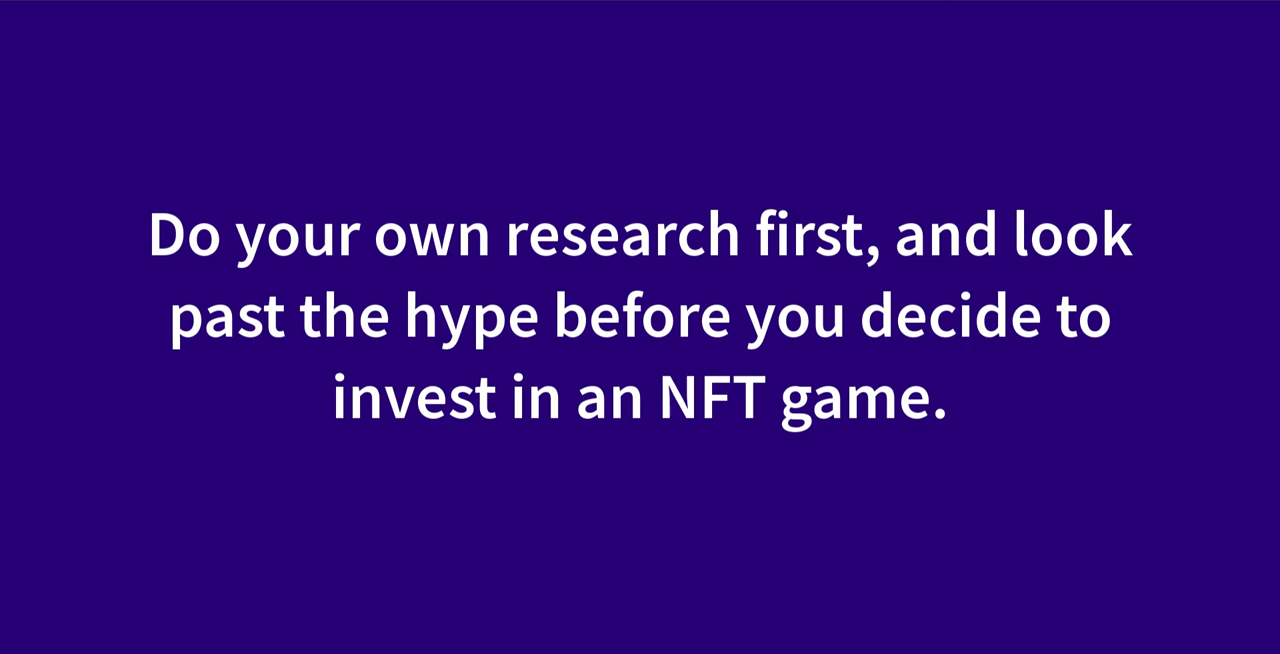 Do your own research first, and look
past the hype before you decide to
invest in an NFT game.